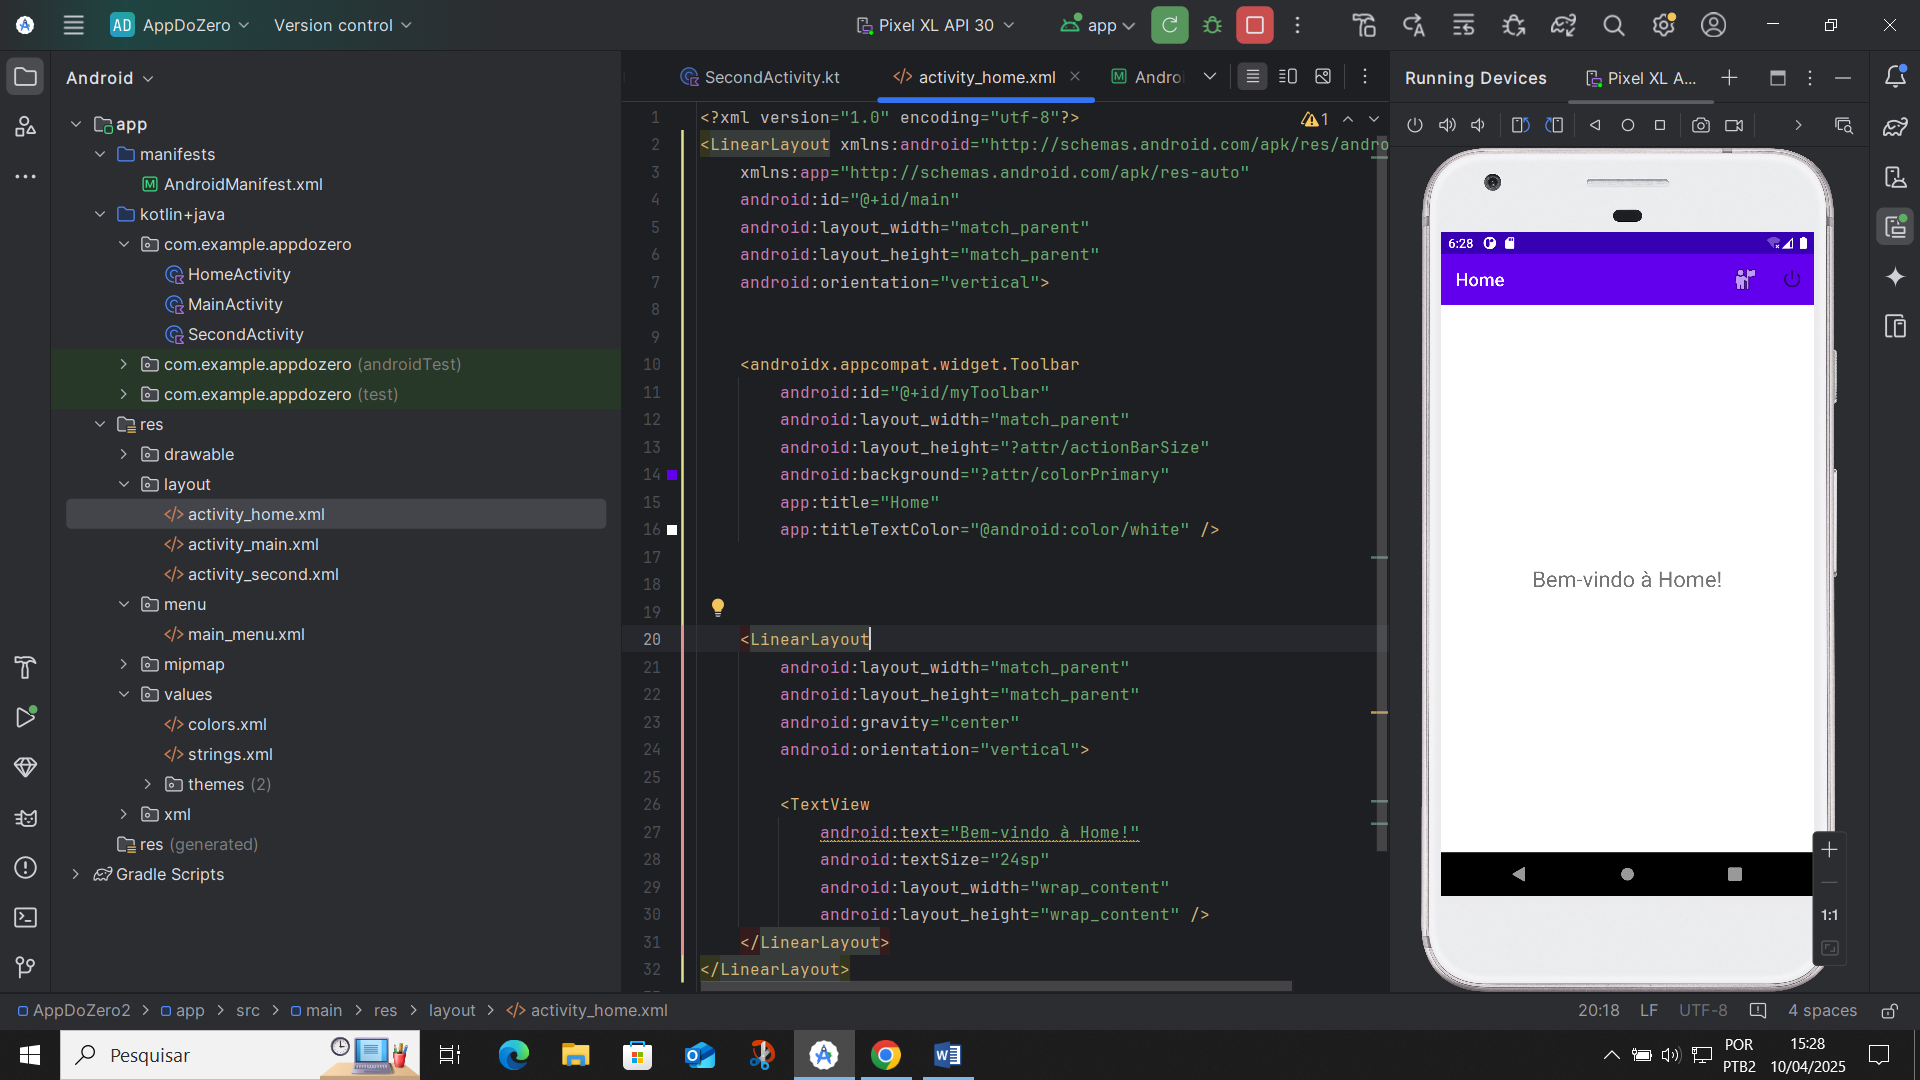 AD AppDoZero Version control Pixel XL API 30 app
Android
app
manifests
AndroidManifest.xml
kotlin+java
com.example.appdozero
HomeActivity
MainActivity
SecondActivity
com.example.appdozero (androidTest)
com.example.appdozero (test)
res
drawable
layout
activity_home.xml
activity_main.xml
activity_second.xml
menu
main_menu.xml
mipmap
values
colors.xml
strings.xml
themes (2)
xml
res (generated)
Gradle Scripts
SecondActivity.kt activity_home.xml Andro
1 <?xml version="1.0" encoding="utf-8"?> 1
2 <LinearLayout xmlns:android="http://schemas.android.com/apk/res/andro
3 xmlns:app="http://schemas.android.com/apk/res-auto"
4 android:id="@+id/main"
5 android:layout_width="match_parent"
6 android:layout_height="match_parent"
7 android:orientation="vertical">
8
9
10 <androidx.appcompat.widget.Toolbar
11 android:id="@+id/myToolbar"
12 android:layout_width="match_parent"
13 android:layout_height="?attr/actionBarSize"
14 android:background="?attr/colorPrimary"
15 app:title="Home"
16 app:titleTextColor="@android:color/white" />
17
18
19
20 <LinearLayout
21 android:layout_width="match_parent"
22 android:layout_height="match_parent"
23 android:gravity="center"
24 android:orientation="vertical">
25
26 <TextView
27 android:text="Bem-vindo à Home!"
28 android:textSize="24sp"
29 android:layout_width="wrap_content"
30 android:layout_height="wrap_content" />
31 </LinearLayout>
32 </LinearLayout>
Running Devices Pixel XL A...
6:28
Home
Bem-vindo à Home!
1:1
AppDoZero2 > app > src > main > res > layout > activity_home.xml
20:18 LF UTF-8 4 spaces
Pesquisar
POR
PTB2
15:28
10/04/2025